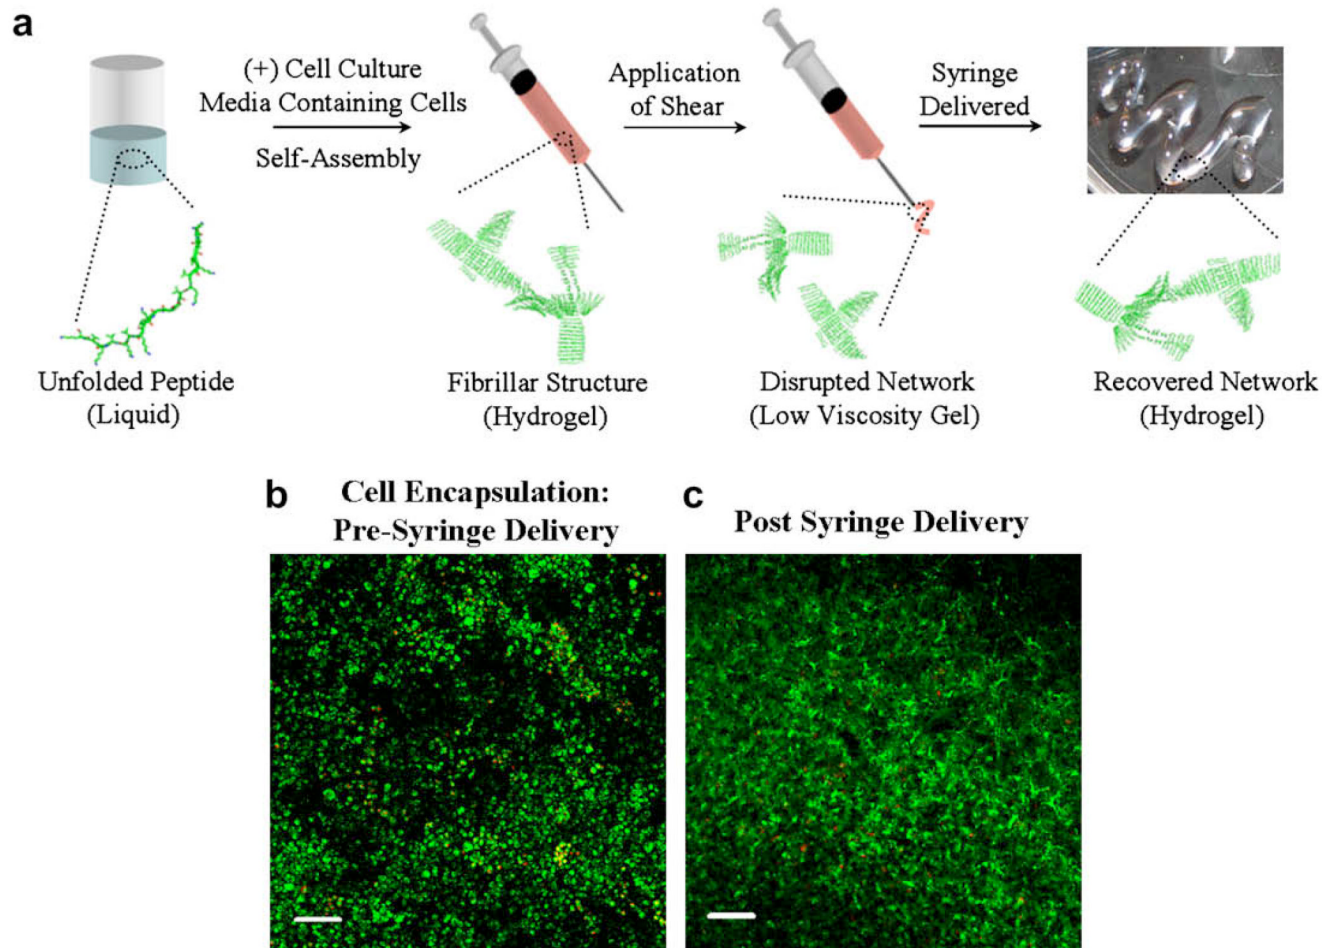 a
(+) Cell Culture
Media Containing Cells
Self-Assembly
Application
of Shear
Syringe
Delivered
Unfolded Peptide
(Liquid)
Fibrillar Structure
(Hydrogel)
Disrupted Network
(Low Viscosity Gel)
Recovered Network
(Hydrogel)
b
Cell Encapsulation:
Pre-Syringe Delivery
c
Post Syringe Delivery